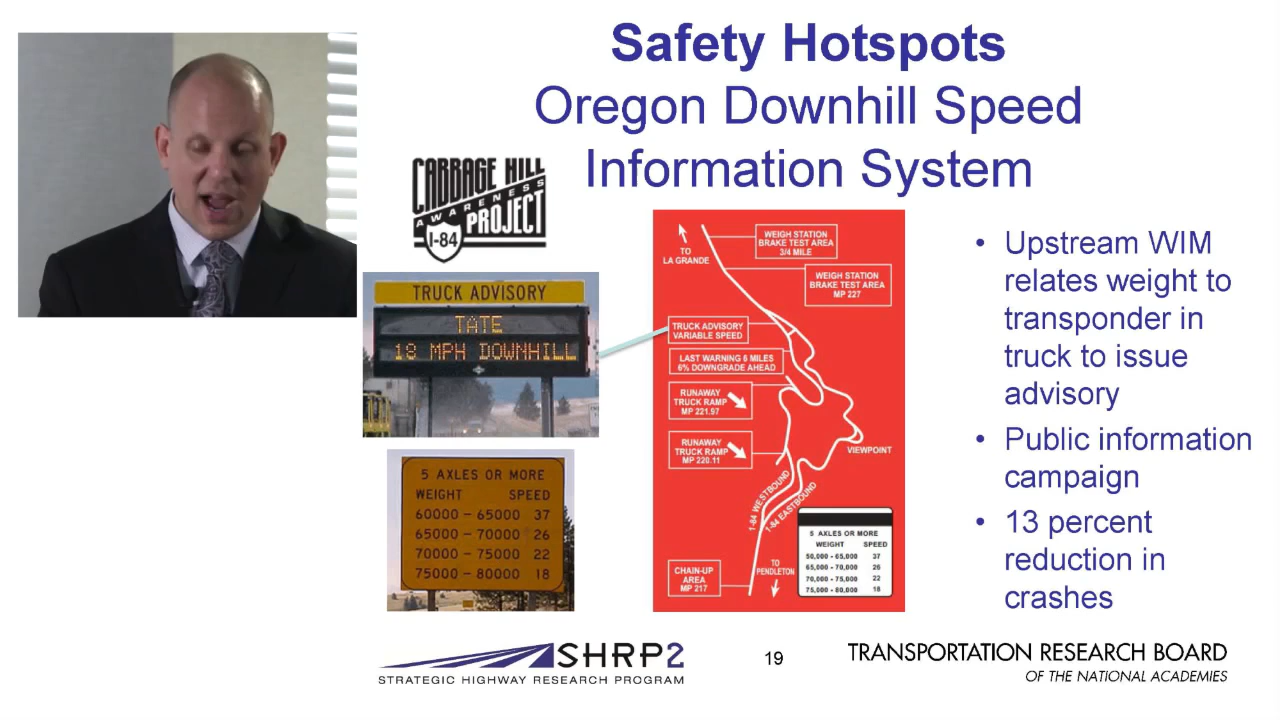 Safety Hotspots
Oregon Downhill Speed
Information System
CABBAGE HILL
AWARENESS
PROJECT
I-84
TRUCK ADVISORY
TATE
18 MPH DOWNHILL
5 AXLES OR MORE
WEIGHT SPEED
60000 – 65000 37
65000 – 70000 26
70000 – 75000 22
75000 – 80000 18
TO
LA GRANDE
WEIGH STATION
BRAKE TEST AREA
3/4 MILE
WEIGH STATION
BRAKE TEST AREA
MP 227
TRUCK ADVISORY
VARIABLE SPEED
LAST WARNING 6 MILES
6% DOWNGRADE AHEAD
RUNAWAY
TRUCK RAMP
MP 221.97
RUNAWAY
TRUCK RAMP
MP 220.11
VIEWPOINT
I-84 WESTBOUND
I-84 EASTBOUND
CHAIN-UP
AREA
MP 217
TO
PENDLETON
5 AXLES OR MORE
WEIGHT SPEED
50,000 - 65,000 37
65,000 - 70,000 26
70,000 - 75,000 22
75,000 - 80,000 18
• Upstream WIM
relates weight to
transponder in
truck to issue
advisory
• Public information
campaign
• 13 percent
reduction in
crashes
SHRP2
STRATEGIC HIGHWAY RESEARCH PROGRAM
19
TRANSPORTATION RESEARCH BOARD
OF THE NATIONAL ACADEMIES